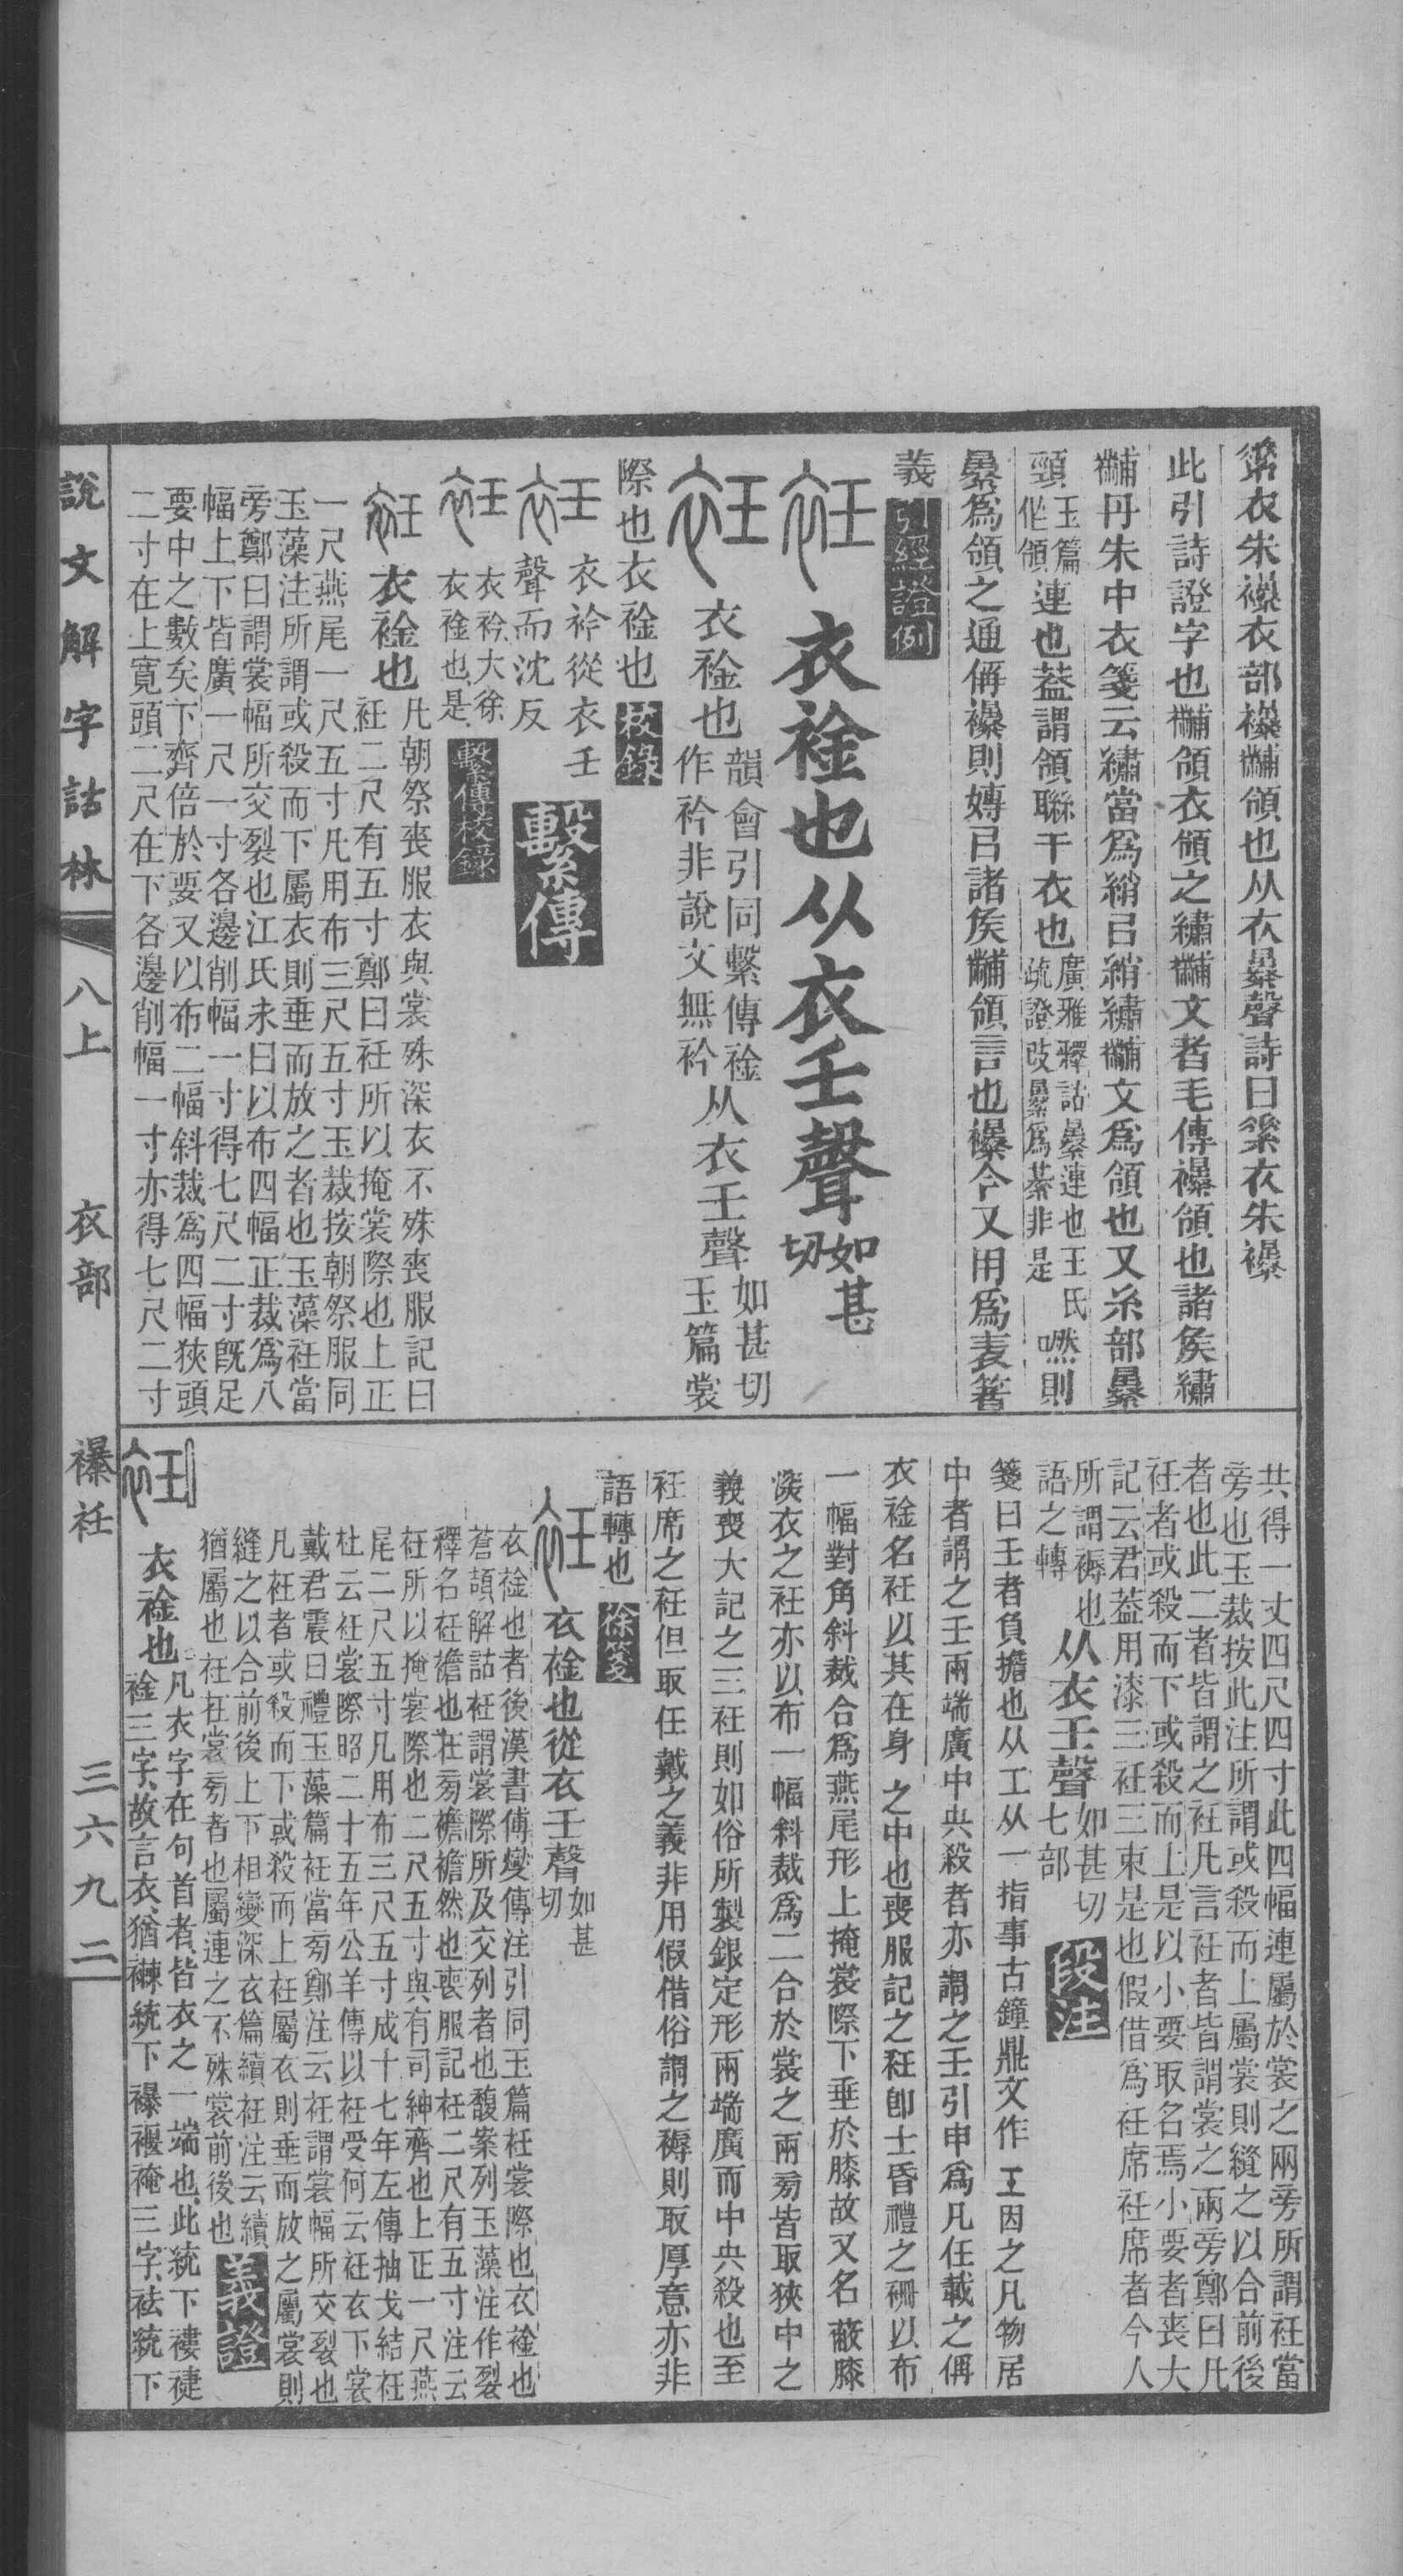 染衣朱襮衣部襮黼領也从衣暴聲詩曰素衣朱襮
此引詩證字也黼領衣領之繡黼文者毛傳襮領也諸矦繡
黼丹朱中衣箋云繡當爲綃㠯綃繡黼文爲領也又糸部㬥
頸玉篇作領連也葢謂領聯于衣也廣雅釋詁㬥連也王氏疏證改㬥爲綦非是嘫則
㬥爲領之通偁襮則嫥㠯諸矦黼領言也襮今又用爲表箸
義引經證例
衽 衣䘳也从衣壬聲如甚切
衽 衣䘳也韻會引同繫傳䘳作衿非說文無衿从衣壬聲如甚切玉篇裳
際也衣䘳也校錄
衽 衣衿從衣壬
聲而沈反繫傳
衽 衣衿大徐衣䘳也是繫傳校錄
衽 衣䘳也凡朝祭喪服衣與裳殊深衣不殊喪服記曰
衽二尺有五寸鄭曰衽所以掩裳際也上正
一尺燕尾一尺五寸凡用布三尺五寸玉裁按朝祭服同
玉藻注所謂或殺而下屬衣則垂而放之者也玉藻衽當
旁鄭曰謂裳幅所交裂也江氏永曰以布四幅正裁爲八
幅上下皆廣一尺一寸各邊削幅一寸得七尺二寸旣足
要中之數矣下齊倍於要又以布二幅斜裁爲四幅狹頭
二寸在上寬頭二尺在下各邊削幅一寸亦得七尺二寸
共得一丈四尺四寸此四幅連屬於裳之兩旁所謂衽當
旁也玉裁按此注所謂或殺而上屬裳則縫之以合前後
者也此二者皆謂之衽凡言衽者皆謂裳之兩旁鄭曰凡
衽者或殺而下或殺而上是以小要取名焉小要者喪大
記云君葢用漆三衽三束是也假借爲衽席衽席者今人
所謂褥也
語之轉从衣壬聲如甚切七部段注
箋曰壬者負擔也从工从一指事古鐘鼎文作王因之凡物居
中者謂之壬兩端廣中央殺者亦謂之壬引申爲凡任載之偁
衣䘳名衽以其在身之中也喪服記之衽卽士昏禮之袡以布
一幅對角斜裁合爲燕尾形上掩裳際下垂於膝故又名蔽膝
㴱衣之衽亦以布一幅斜裁爲二合於裳之兩旁皆取狹中之
義喪大記之三衽則如俗所製銀定形兩端廣而中央殺也至
衽席之衽但取任戴之義非用假借俗謂之褥則取厚意亦非
語轉也徐箋
衽 衣䘳也從衣壬聲如甚切
衣䘳也者後漢書傅燮傳注引同玉篇衽裳際也衣䘳也
蒼頡解詁衽謂裳際所及交列者也馥案列玉藻注作裂
釋名衽襜也在旁襜襜然也喪服記衽二尺有五寸注云
衽所以掩裳際也二尺五寸與有司紳齊也上正一尺燕
尾二尺五寸凡用布三尺五寸成十七年左傳抽戈結衽
杜云衽裳際昭二十五年公羊傳以衽受何云衽衣下裳
戴君震曰禮玉藻篇衽當旁鄭注云衽謂裳幅所交裂也
凡衽者或殺而下或殺而上衽屬衣則垂而放之屬裳則
縫之以合前後上下相變深衣篇續衽注云續
猶屬也衽在裳旁者也屬連之不殊裳前後也義證
衽 衣䘳也凡衣字在句首者皆衣之一端也此統下褸褄
䘳三字故言衣猶褋統下襮褗裺三字袪統下
說文解字詁林 八上 衣部 襮衽 三六九二